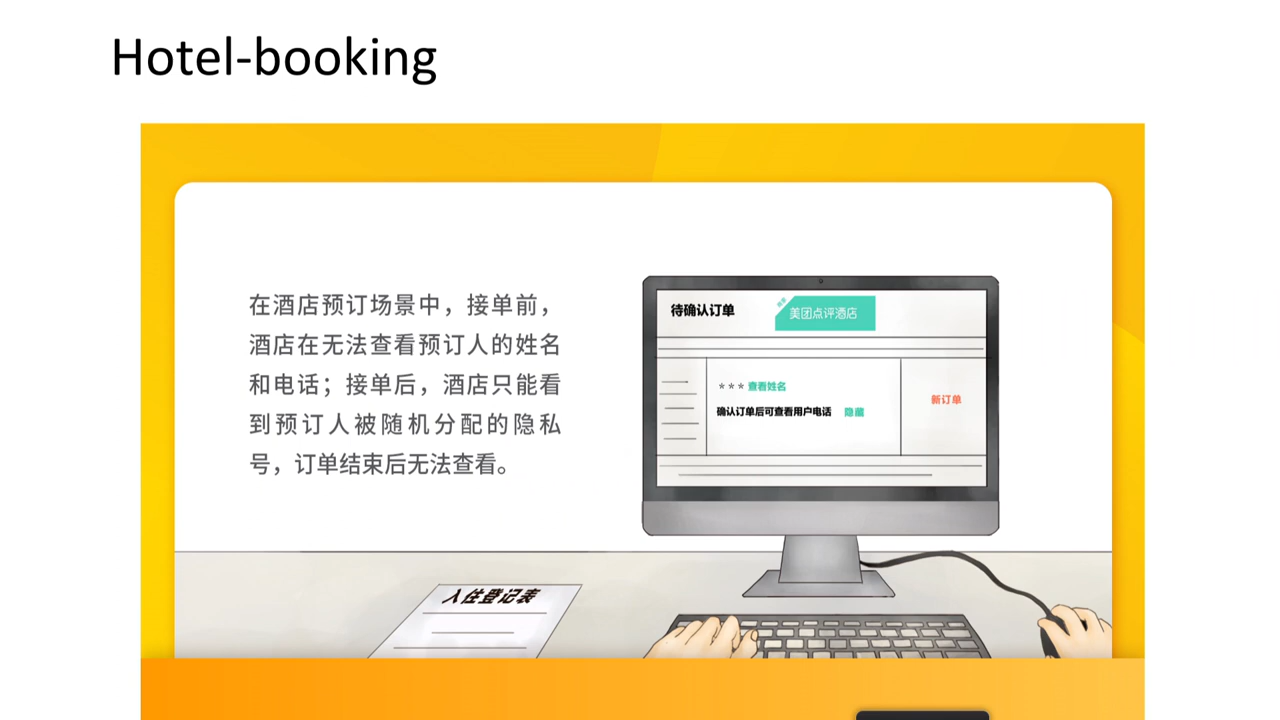 Hotel-booking
在酒店预订场景中，接单前，
酒店在无法查看预订人的姓名
和电话；接单后，酒店只能看
到预订人被随机分配的隐私
号，订单结束后无法查看。
待确认订单
美团点评酒店
***查看姓名
确认订单后可查看用户电话 隐藏
新订单
入住登记表